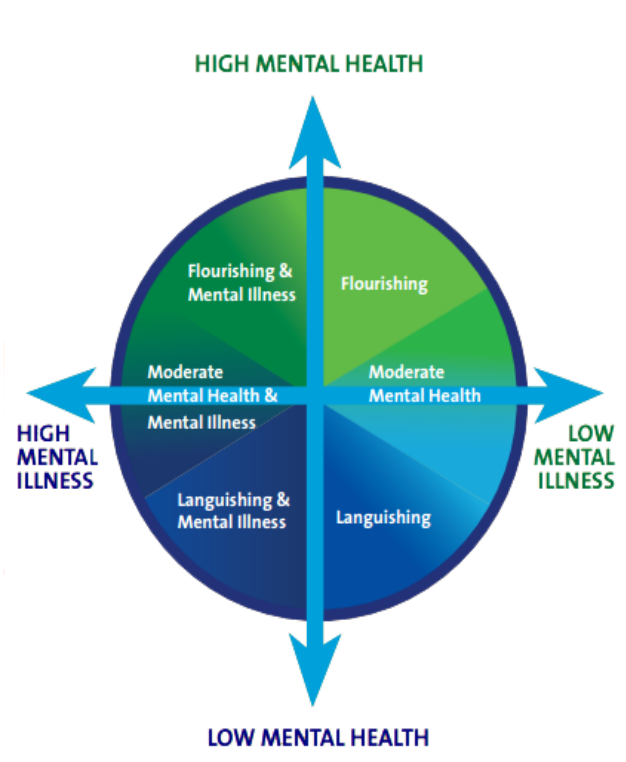 HIGH MENTAL HEALTH
Flourishing &
Mental Illness
Flourishing
Moderate
Mental Health &
Mental Illness
Moderate
Mental Health
HIGH
MENTAL
ILLNESS
LOW
MENTAL
ILLNESS
Languishing &
Mental Illness
Languishing
LOW MENTAL HEALTH